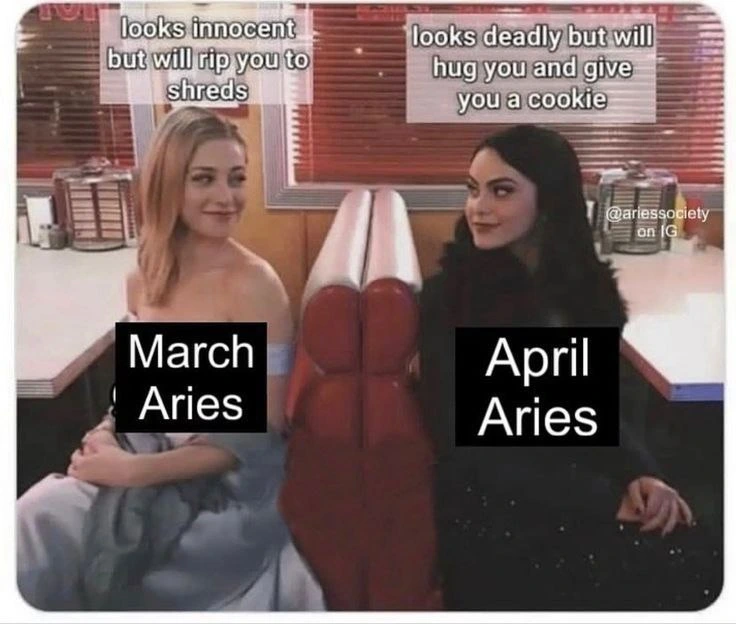 looks innocent
but will rip you to
shreds
looks deadly but will
hug you and give
you a cookie
@ariessociety
on IG
March
Aries
April
Aries